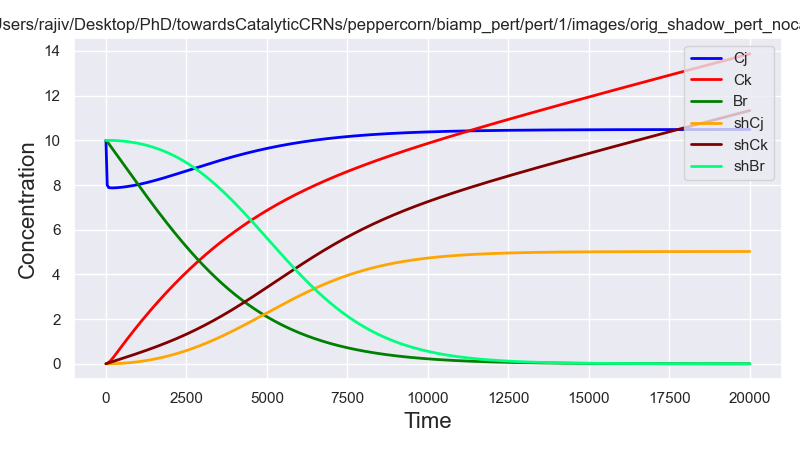 Users/rajiv/Desktop/PhD/towardsCatalyticCRNs/peppercorn/biamp_pert/pert/1/images/orig_shadow_pert_noca
14
12
10
8
6
4
2
0
Concentration
Cj
Ck
Br
shCj
shCk
shBr
0 2500 5000 7500 10000 12500 15000 17500 20000
Time